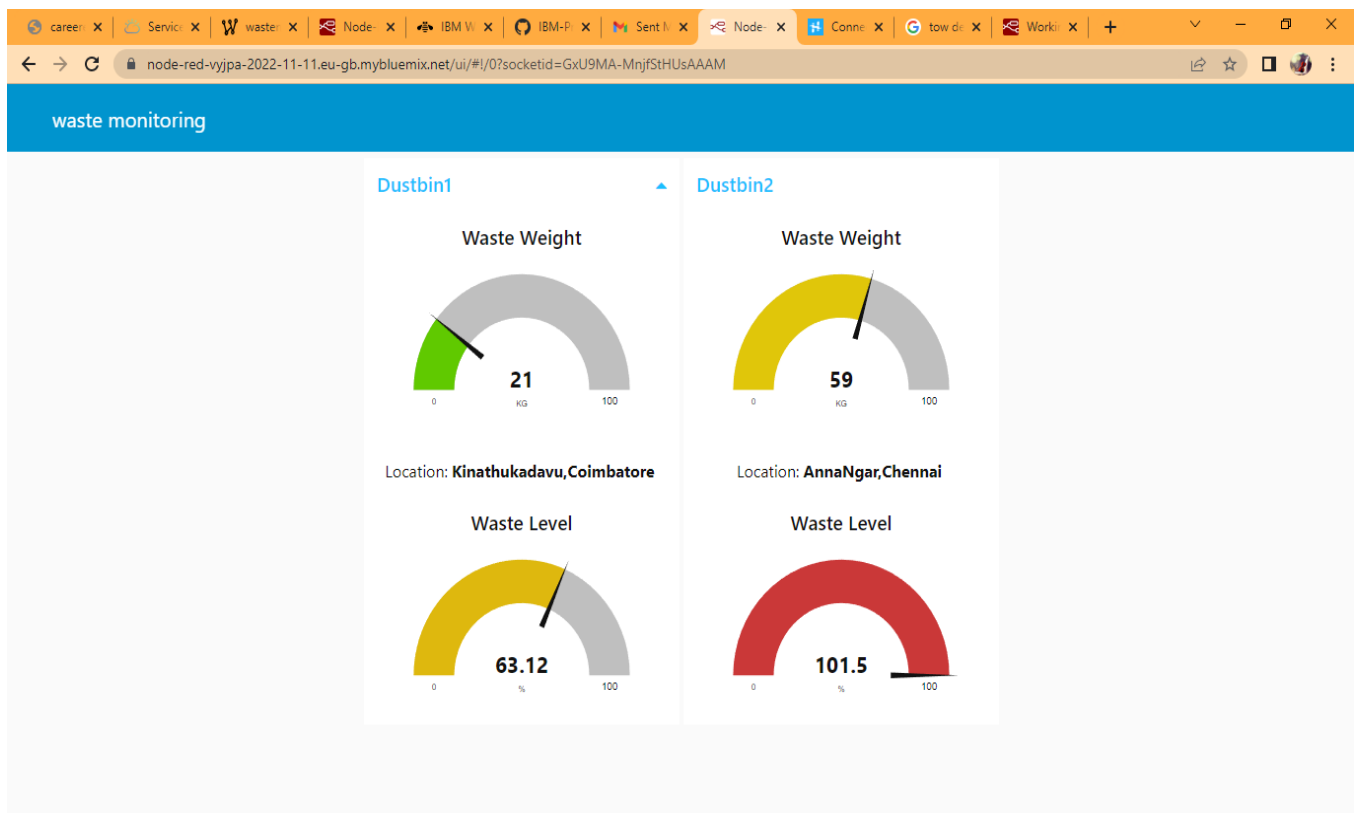 career
Service
waster
Node-
IBM W
IBM-P
Sent
Node-
Conne
tow de
Workin
node-red-vyjpa-2022-11-11.eu-gb.mybluemix.net/ui/#!/0?socketid=GxU9MA-MnjfStHUsAAAM
waste monitoring
Dustbin1
Waste Weight
21
KG
0
100
Location: Kinathukadavu,Coimbatore
Waste Level
63.12
%
0
100
Dustbin2
Waste Weight
59
KG
0
100
Location: AnnaNgar,Chennai
Waste Level
101.5
%
0
100